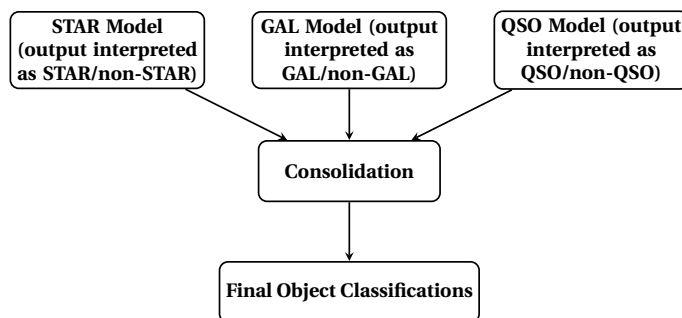 STAR Model
(output interpreted
as STAR/non-STAR)
GAL Model (output
interpreted as
GAL/non-GAL)
QSO Model (output
interpreted as
QSO/non-QSO)
Consolidation
Final Object Classifications